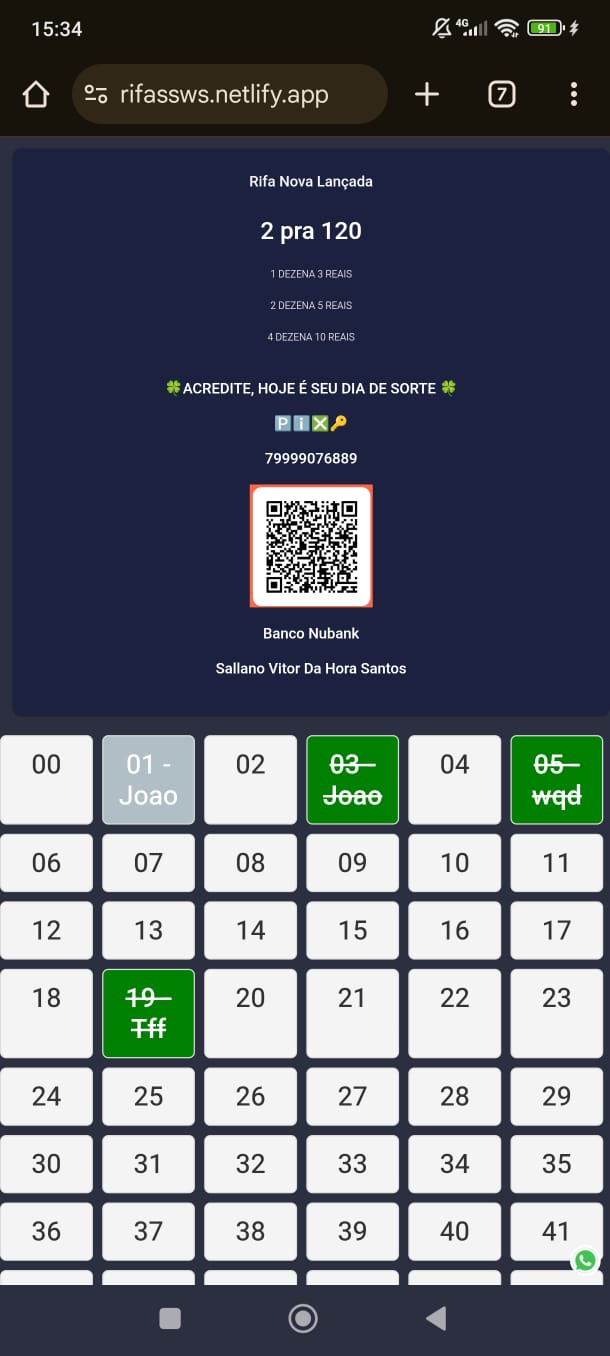 15:34
4G
91
rifassws.netlify.app
7
Rifa Nova Lançada
2 pra 120
1 DEZENA 3 REAIS
2 DEZENA 5 REAIS
4 DEZENA 10 REAIS
🍀ACREDITE, HOJE É SEU DIA DE SORTE 🍀
🅿️ℹ️❎🔑
79999076889
Banco Nubank
Sallano Vitor Da Hora Santos
00
01 -
Joao
02
03 -
Joao
04
05 -
wqd
06 07 08 09 10 11
12 13 14 15 16 17
18
19 -
Tff
20 21 22 23
24 25 26 27 28 29
30 31 32 33 34 35
36 37 38 39 40 41